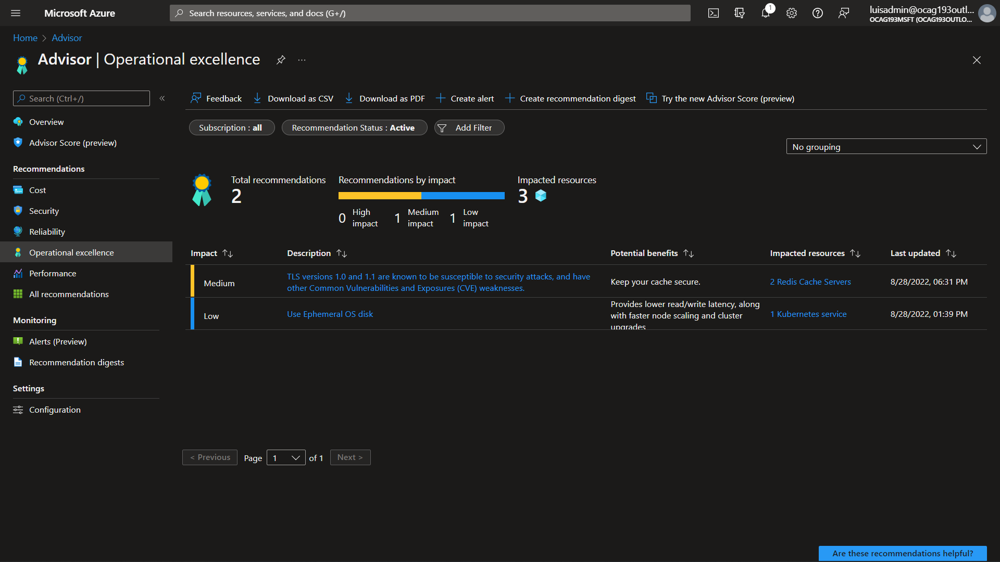 Microsoft Azure
Search resources, services, and docs (G+/)
1
luisadmin@ocag193outl...
OCAG193MSFT (OCAG193OUTLO...
Home > Advisor
Advisor | Operational excellence
...
Search (Ctrl+/)
«
Overview
Advisor Score (preview)
Recommendations
Cost
Security
Reliability
Operational excellence
Performance
All recommendations
Monitoring
Alerts (Preview)
Recommendation digests
Settings
Configuration
Feedback
Download as CSV
Download as PDF
Create alert
Create recommendation digest
Try the new Advisor Score (preview)
Subscription : all
Recommendation Status : Active
Add Filter
No grouping
Total recommendations
2
Recommendations by impact
0 High impact
1 Medium impact
1 Low impact
Impacted resources
3
Impact
Description
Potential benefits
Impacted resources
Last updated
Medium
TLS versions 1.0 and 1.1 are known to be susceptible to security attacks, and have
other Common Vulnerabilities and Exposures (CVE) weaknesses.
Keep your cache secure.
2 Redis Cache Servers
8/28/2022, 06:31 PM
Low
Use Ephemeral OS disk
Provides lower read/write latency, along
with faster node scaling and cluster
upgrades
1 Kubernetes service
8/28/2022, 01:39 PM
< Previous
Page
1
of 1
Next >
Are these recommendations helpful?